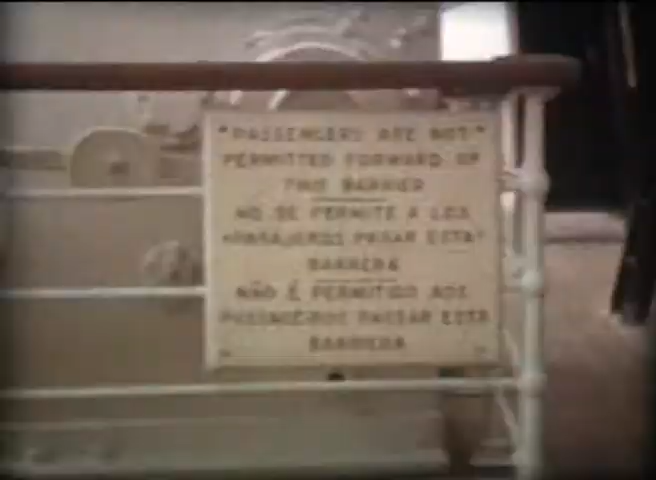 PASSENGERS ARE NOT
PERMITTED FORWARD OF
THIS BARRIER
NO SE PERMITE A LOS
PASAJEROS PASAR ESTA
BARRERA
NÃO É PERMITIDO AOS
PASSAGEIROS PASSAR ESTA
BARREIRA